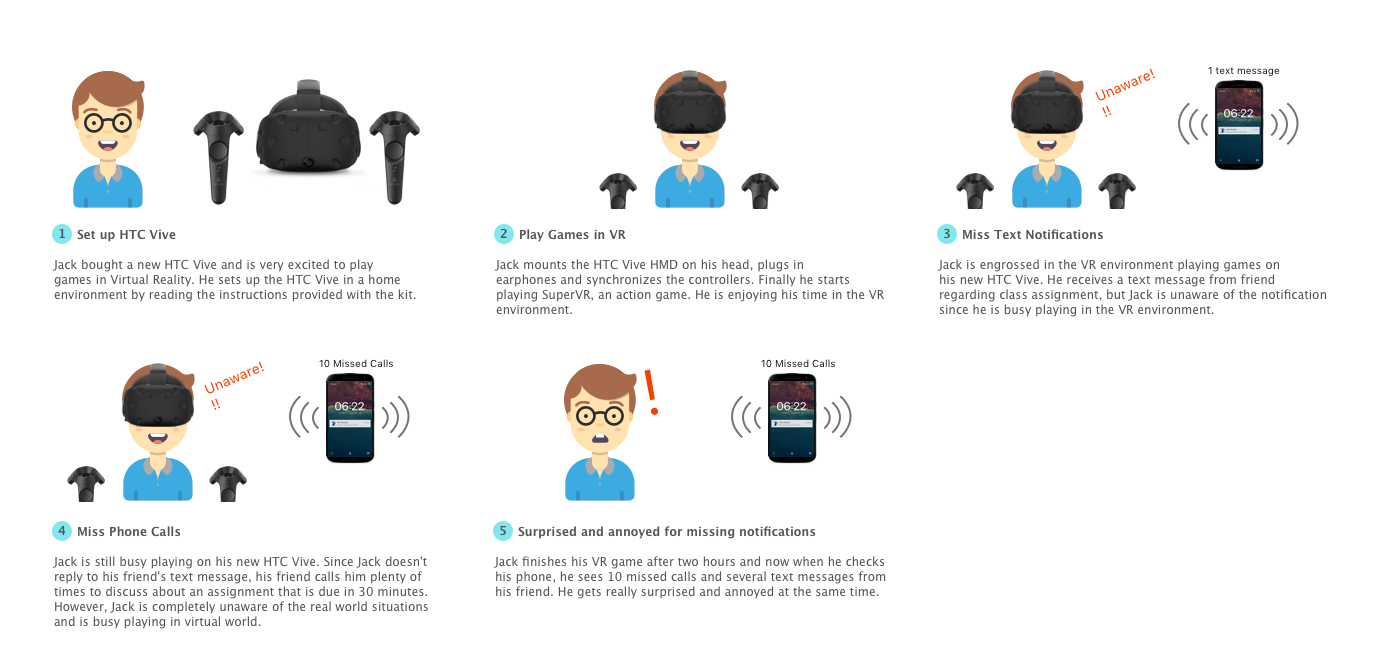 Unaware!
!!
1 text message
06:22
1 Set up HTC Vive
Jack bought a new HTC Vive and is very excited to play
games in Virtual Reality. He sets up the HTC Vive in a home
environment by reading the instructions provided with the kit.
2 Play Games in VR
Jack mounts the HTC Vive HMD on his head, plugs in
earphones and synchronizes the controllers. Finally he starts
playing SuperVR, an action game. He is enjoying his time in the VR
environment.
3 Miss Text Notifications
Jack is engrossed in the VR environment playing games on
his new HTC Vive. He receives a text message from friend
regarding class assignment, but Jack is unaware of the notification
since he is busy playing in the VR environment.
Unaware!
!!
10 Missed Calls
06:22
4 Miss Phone Calls
Jack is still busy playing on his new HTC Vive. Since Jack doesn't
reply to his friend's text message, his friend calls him plenty of
times to discuss about an assignment that is due in 30 minutes.
However, Jack is completely unaware of the real world situations
and is busy playing in virtual world.
!
10 Missed Calls
06:22
5 Surprised and annoyed for missing notifications
Jack finishes his VR game after two hours and now when he checks
his phone, he sees 10 missed calls and several text messages from
his friend. He gets really surprised and annoyed at the same time.